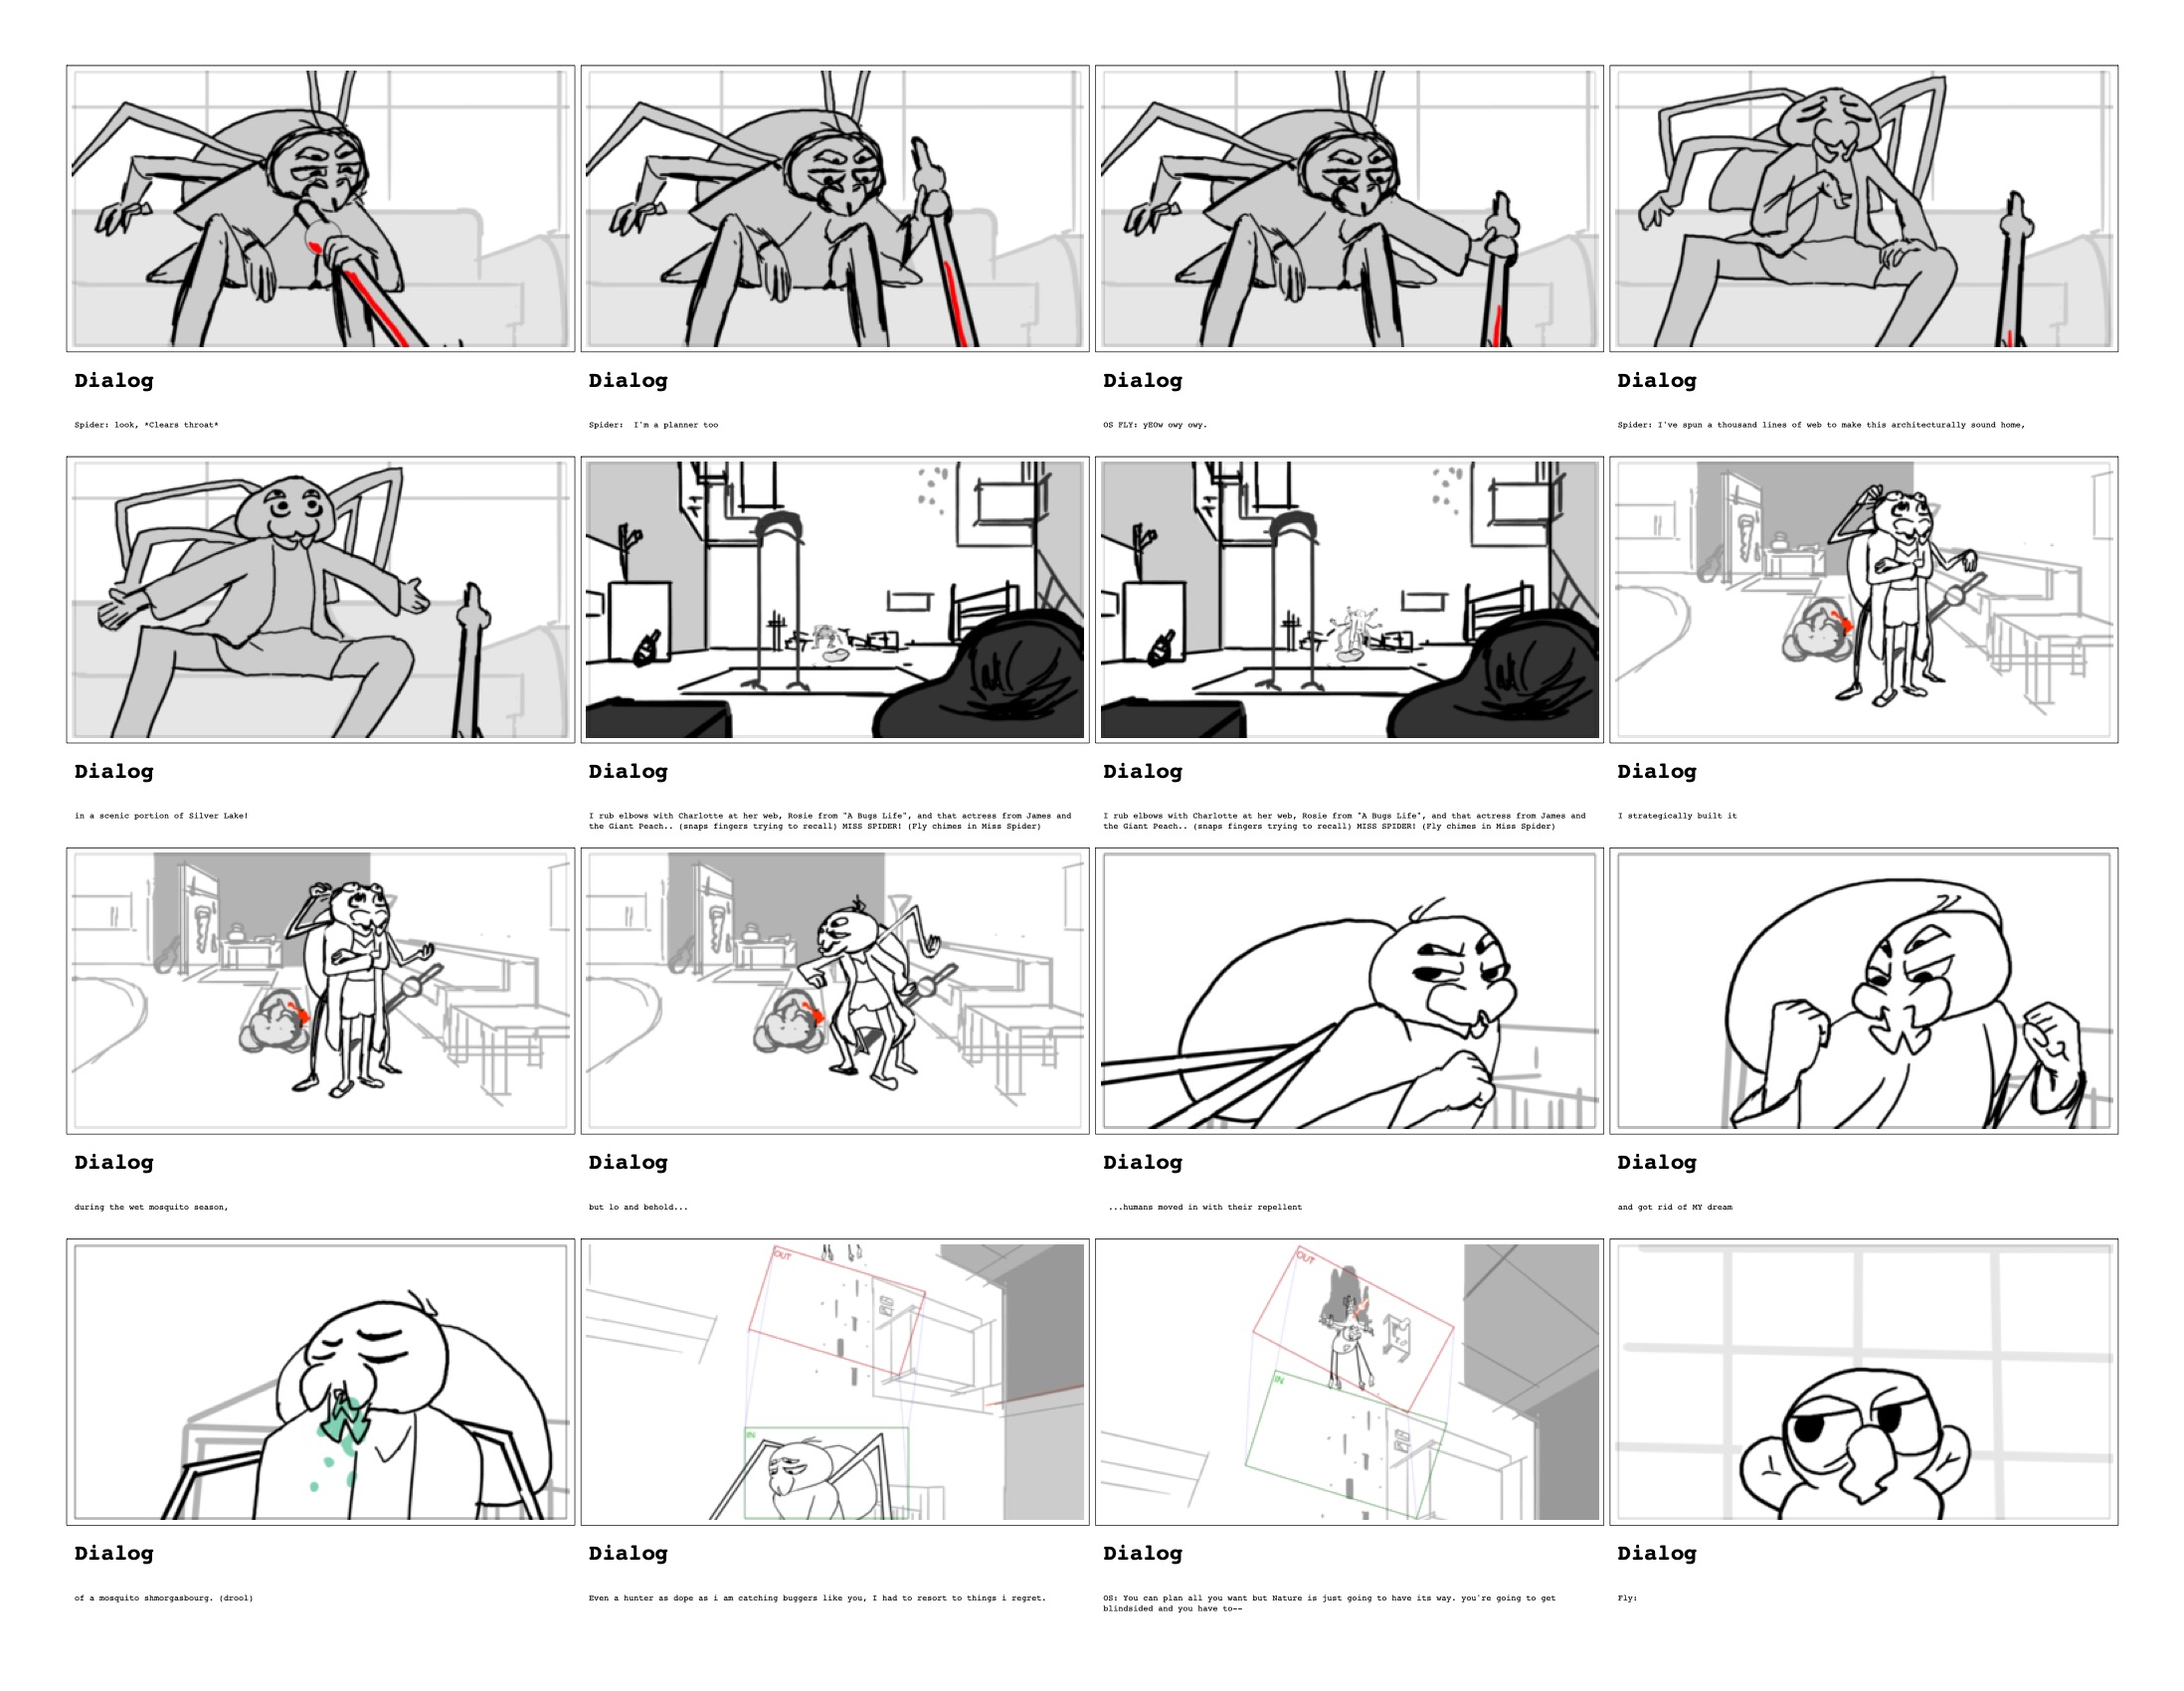 Dialog
Spider: look, *Clears throat*
Dialog
Spider:  I'm a planner too
Dialog
OS FLY: yEOw owy owy.
Dialog
Spider: I've spun a thousand lines of web to make this architecturally sound home,
Dialog
in a scenic portion of Silver Lake!
Dialog
I rub elbows with Charlotte at her web, Rosie from "A Bugs Life", and that actress from James and
the Giant Peach.. (snaps fingers trying to recall) MISS SPIDER! (Fly chimes in Miss Spider)
Dialog
I rub elbows with Charlotte at her web, Rosie from "A Bugs Life", and that actress from James and
the Giant Peach.. (snaps fingers trying to recall) MISS SPIDER! (Fly chimes in Miss Spider)
Dialog
I strategically built it
Dialog
during the wet mosquito season,
Dialog
but lo and behold...
Dialog
...humans moved in with their repellent
Dialog
and got rid of MY dream
Dialog
of a mosquito shmorgasbourg. (drool)
OUT
IN
Dialog
Even a hunter as dope as i am catching buggers like you, I had to resort to things i regret.
OUT
IN
Dialog
OS: You can plan all you want but Nature is just going to have its way. you're going to get
blindsided and you have to--
Dialog
Fly: